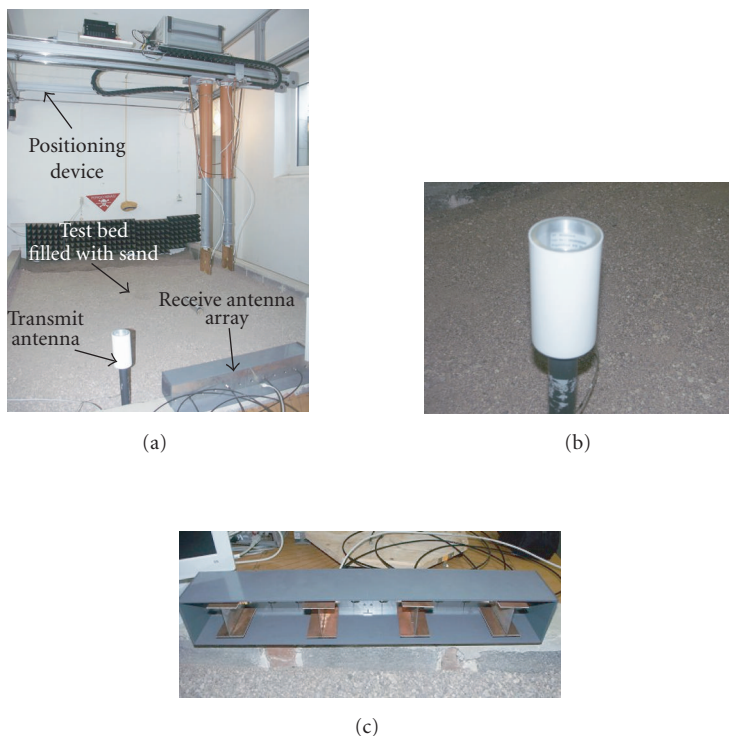 Positioning
device
Test bed
filled with sand
Receive antenna
array
Transmit
antenna
(a)
(b)
(c)